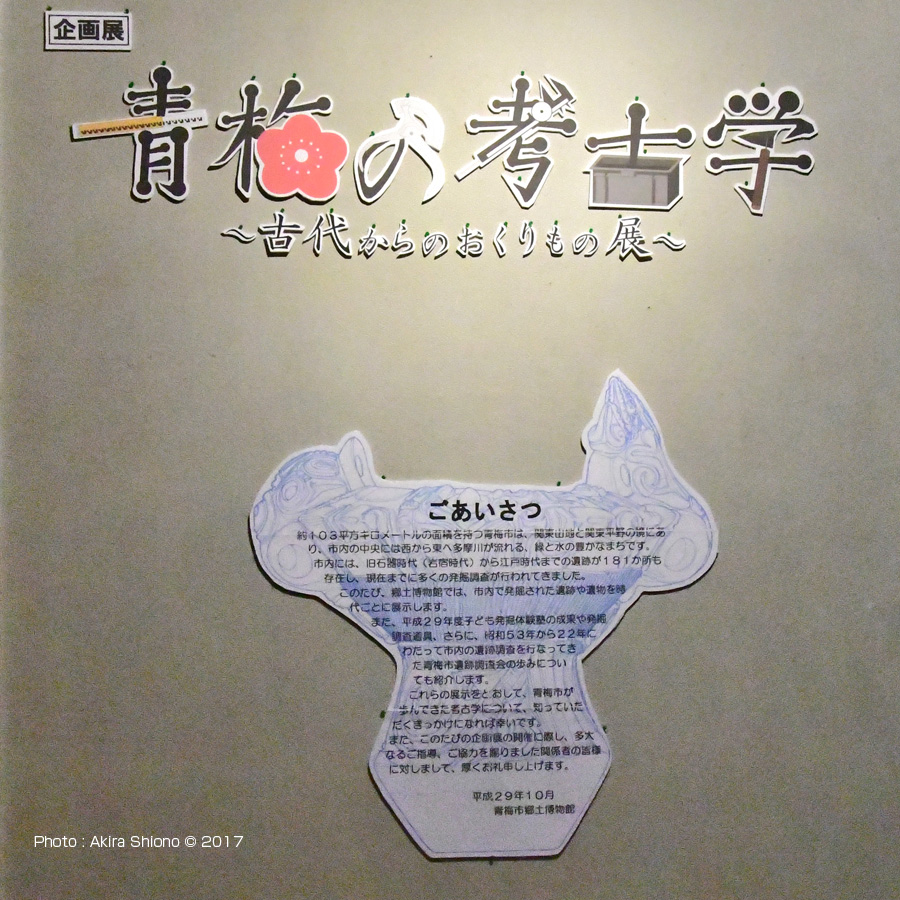 企画展
青梅の考古学
～古代からのおくりもの展～
ごあいさつ
約103平方キロメートルの面積を持つ青梅市は、関東山地と関東平野の境にあ
り、市内の中央には西から東へ多摩川が流れる、緑と水の豊かなまちです。
市内には、旧石器時代（岩宿時代）から江戸時代までの遺跡が181か所も
存在し、現在までに多くの発掘調査が行われてきました。
このたび、郷土博物館では、市内で発掘された遺跡や遺物を時
代ごとに展示します。
また、平成29年度子ども発掘体験塾の成果や発掘
調査道具、さらに、昭和53年から22年に
わたって市内の遺跡調査を行なってき
た青梅市遺跡調査会の歩みについ
ても紹介します。
これらの展示をとおして、青梅市が
歩んできた考古学について、知っていた
だくきっかけになれば幸いです。
また、このたびの企画展の開催に際し、多大
なるご指導、ご協力を賜りました関係者の皆様
に対しまして、厚くお礼申し上げます。
平成29年10月
青梅市郷土博物館
Photo : Akira Shiono © 2017